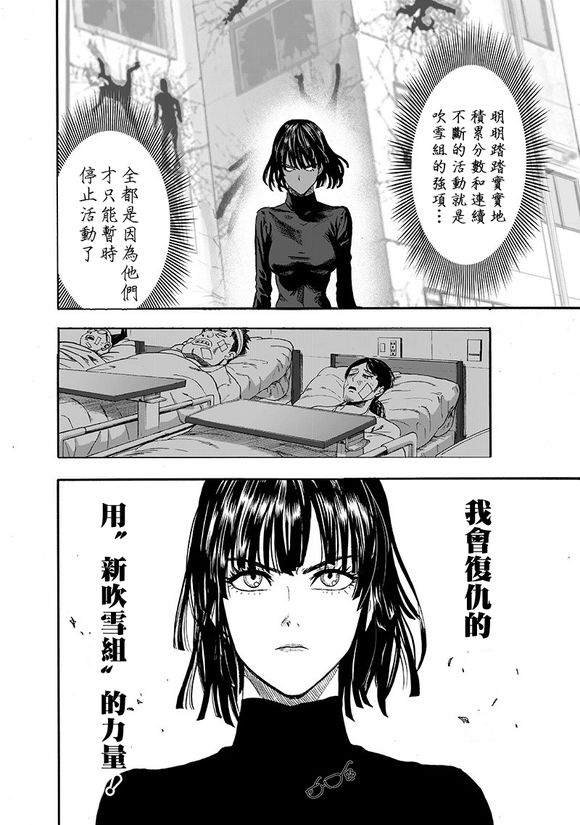 明明踏踏實實地
積累分數和連續
不斷的活動就是
吹雪組的強項…
全都是因為他們
才只能暫時
停止活動了
我會復仇的
用”新吹雪組”的力量！